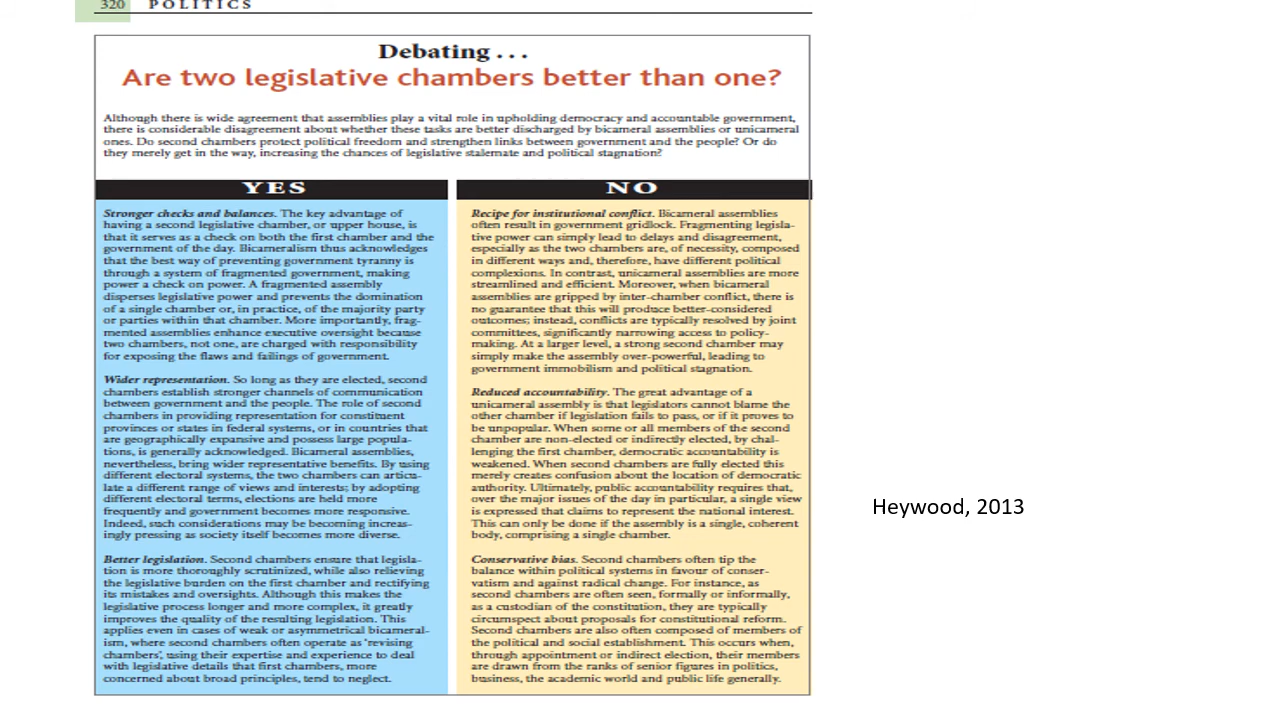 320 POLITICS
Debating . . .
Are two legislative chambers better than one?
Although there is wide agreement that assemblies play a vital role in upholding democracy and accountable government,
there is considerable disagreement about whether these tasks are better discharged by bicameral assemblies or unicameral
ones. Do second chambers protect political freedom and strengthen links between government and the people? Or do
they merely get in the way, increasing the chances of legislative stalemate and political stagnation?
YES
Stronger checks and balances. The key advantage of
having a second legislative chamber, or upper house, is
that it serves as a check on both the first chamber and the
government of the day. Bicameralism thus acknowledges
that the best way of preventing government tyranny is
through a system of fragmented government, making
power a check on power. A fragmented assembly
disperses legislative power and prevents the domination
of a single chamber or, in practice, of the majority party
or parties within that chamber. More importantly, frag-
mented assemblies enhance executive oversight because
two chambers, not one, are charged with responsibility
for exposing the flaws and failings of government.
Wider representation. So long as they are elected, second
chambers establish stronger channels of communication
between government and the people. The role of second
chambers in providing representation for constituent
provinces or states in federal systems, or in countries that
are geographically expansive and possess large popula-
tions, is generally acknowledged. Bicameral assemblies,
nevertheless, bring wider representative benefits. By using
different electoral systems, the two chambers can articu-
late a different range of views and interests; by adopting
different electoral terms, elections are held more
frequently and government becomes more responsive.
Indeed, such considerations may be becoming increas-
ingly pressing as society itself becomes more diverse.
Better legislation. Second chambers ensure that legisla-
tion is more thoroughly scrutinized, while also relieving
the legislative burden on the first chamber and rectifying
its mistakes and oversights. Although this makes the
legislative process longer and more complex, it greatly
improves the quality of the resulting legislation. This
applies even in cases of weak or asymmetrical bicameral-
ism, where second chambers often operate as 'revising
chambers', using their expertise and experience to deal
with legislative details that first chambers, more
concerned about broad principles, tend to neglect.
NO
Recipe for institutional conflict. Bicameral assemblies
often result in government gridlock. Fragmenting legisla-
tive power can simply lead to delays and disagreement,
especially as the two chambers are, of necessity, composed
in different ways and, therefore, have different political
complexions. In contrast, unicameral assemblies are more
streamlined and efficient. Moreover, when bicameral
assemblies are gripped by inter-chamber conflict, there is
no guarantee that this will produce better-considered
outcomes; instead, conflicts are typically resolved by joint
committees, significantly narrowing access to policy-
making. At a larger level, a strong second chamber may
simply make the assembly over-powerful, leading to
government immobilism and political stagnation.
Reduced accountability. The great advantage of a
unicameral assembly is that legislators cannot blame the
other chamber if legislation fails to pass, or if it proves to
be unpopular. When some or all members of the second
chamber are non-elected or indirectly elected, by chal-
lenging the first chamber, democratic accountability is
weakened. When second chambers are fully elected this
merely creates confusion about the location of democratic
authority. Ultimately, public accountability requires that,
over the major issues of the day in particular, a single view
is expressed that claims to represent the national interest.
This can only be done if the assembly is a single, coherent
body, comprising a single chamber.
Conservative bias. Second chambers often tip the
balance within political systems in favour of conser-
vatism and against radical change. For instance, as
second chambers are often seen, formally or informally,
as a custodian of the constitution, they are typically
circumspect about proposals for constitutional reform.
Second chambers are also often composed of members of
the political and social establishment. This occurs when,
through appointment or indirect election, their members
are drawn from the ranks of senior figures in politics,
business, the academic world and public life generally.
Heywood, 2013